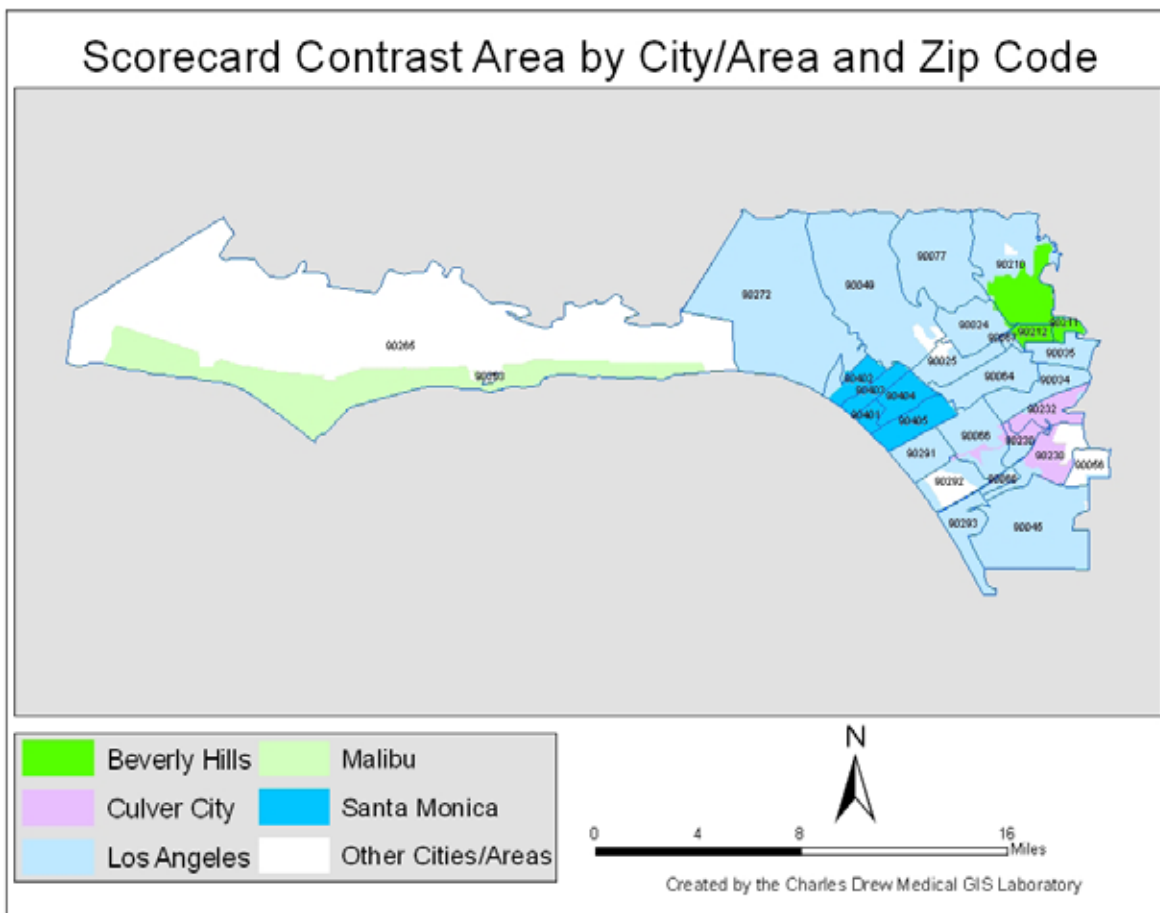 Scorecard Contrast Area by City/Area and Zip Code
90077
90210
90272
90049
90024
90211
90212
90265
90025
90035
90402
90064
90034
90403
90404
90401
90405
90232
90066
90230
90291
90230
90056
90292
90293
90045
Beverly Hills
Malibu
Culver City
Santa Monica
Los Angeles
Other Cities/Areas
N
0 4 8 16
Miles
Created by the Charles Drew Medical GIS Laboratory